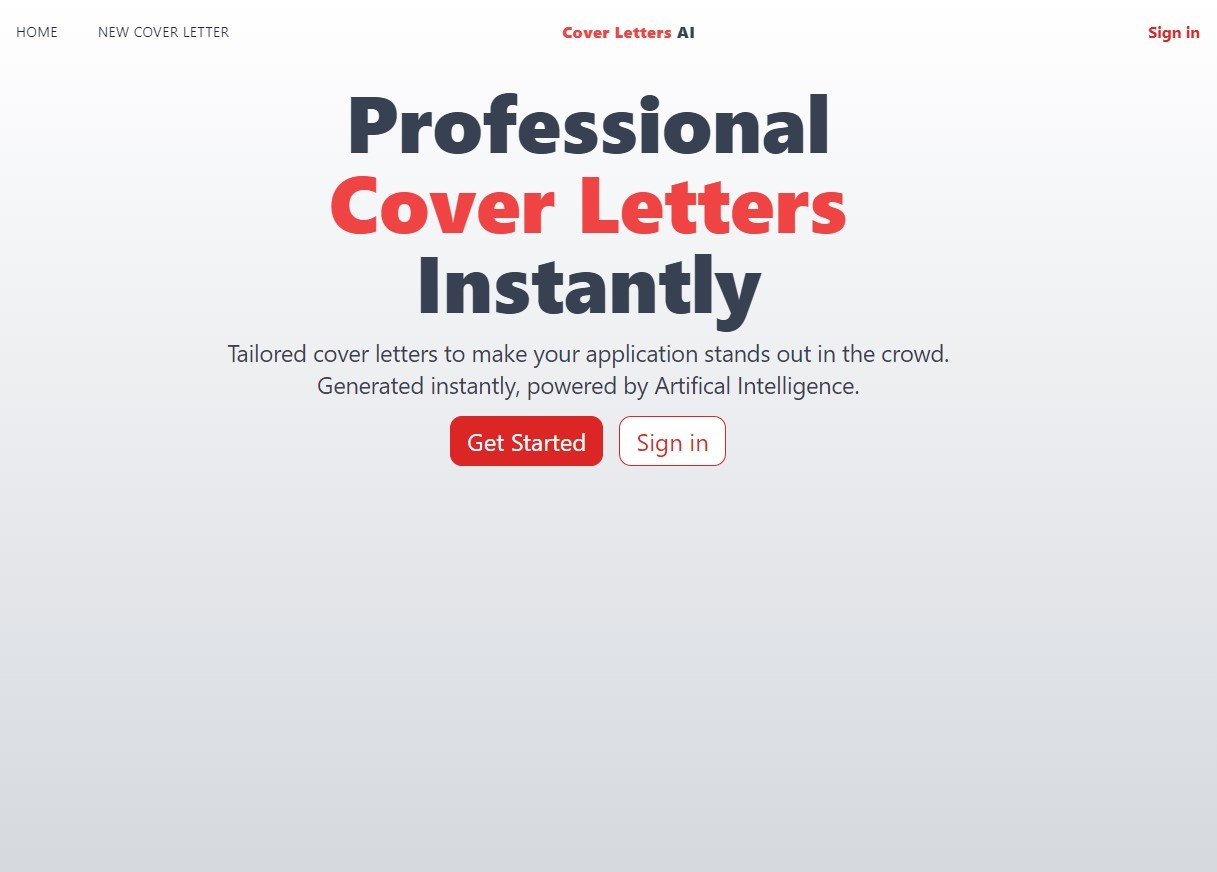 HOME
NEW COVER LETTER
Cover Letters AI
Sign in
Professional
Cover Letters
Instantly
Tailored cover letters to make your application stands out in the crowd.
Generated instantly, powered by Artifical Intelligence.
Get Started
Sign in